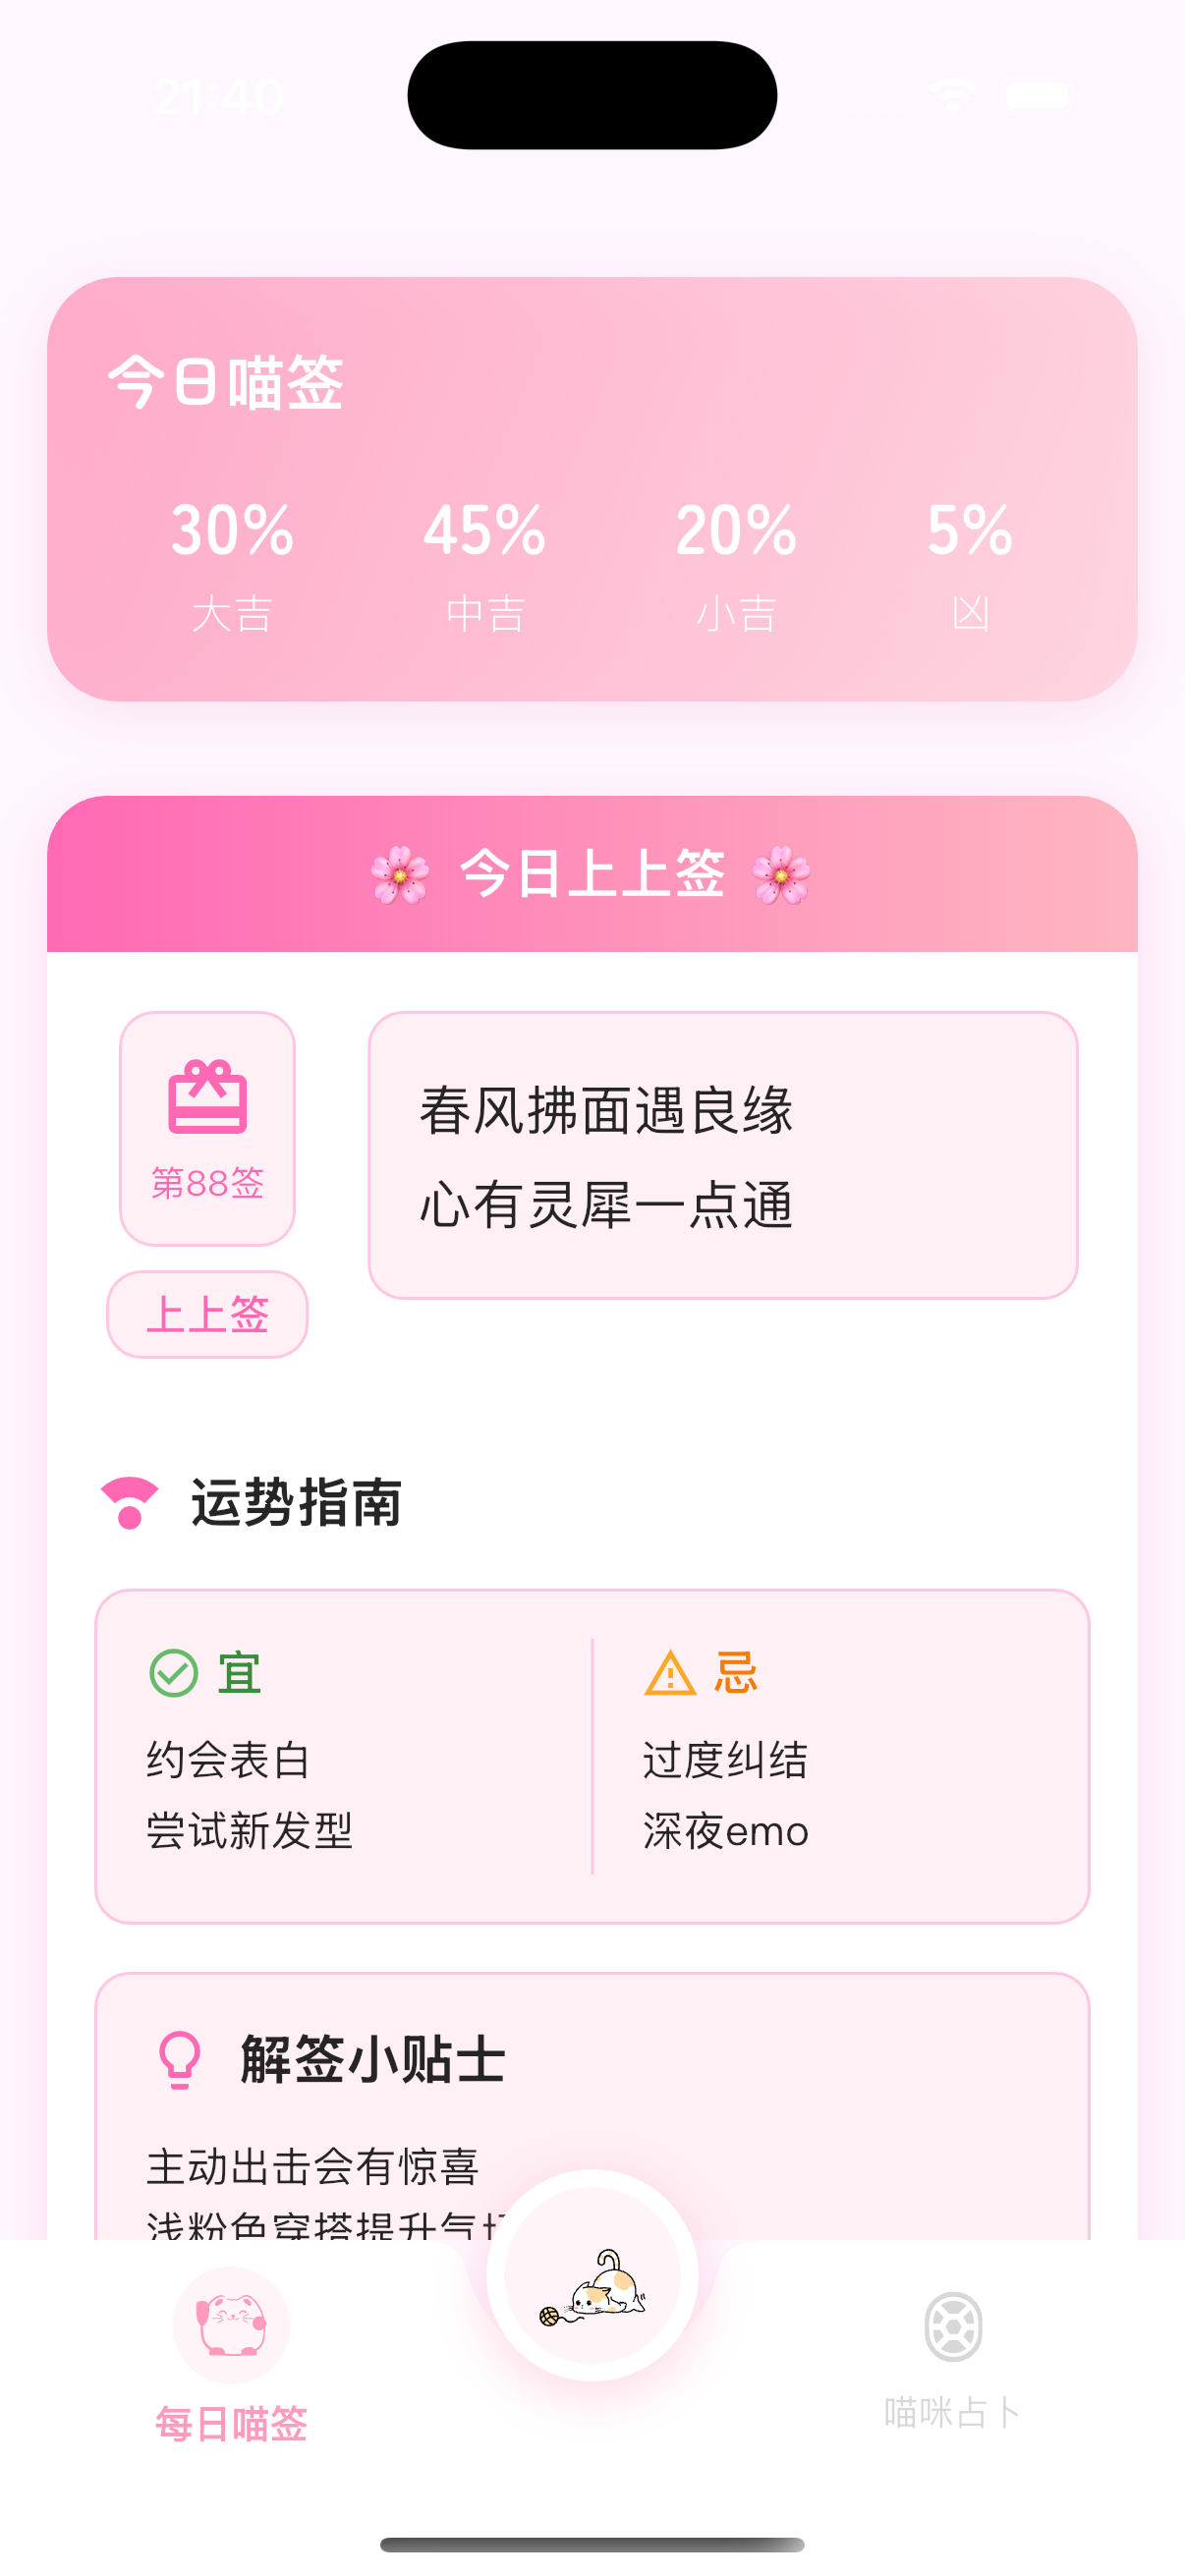 21:40
今日喵签
30% 45% 20% 5%
大吉 中吉 小吉 凶
🌸 今日上上签 🌸
第88签
上上签
春风拂面遇良缘
心有灵犀一点通
运势指南
宜
约会表白
尝试新发型
忌
过度纠结
深夜emo
解签小贴士
主动出击会有惊喜
浅粉色穿搭提升气
每日喵签
喵咪占卜